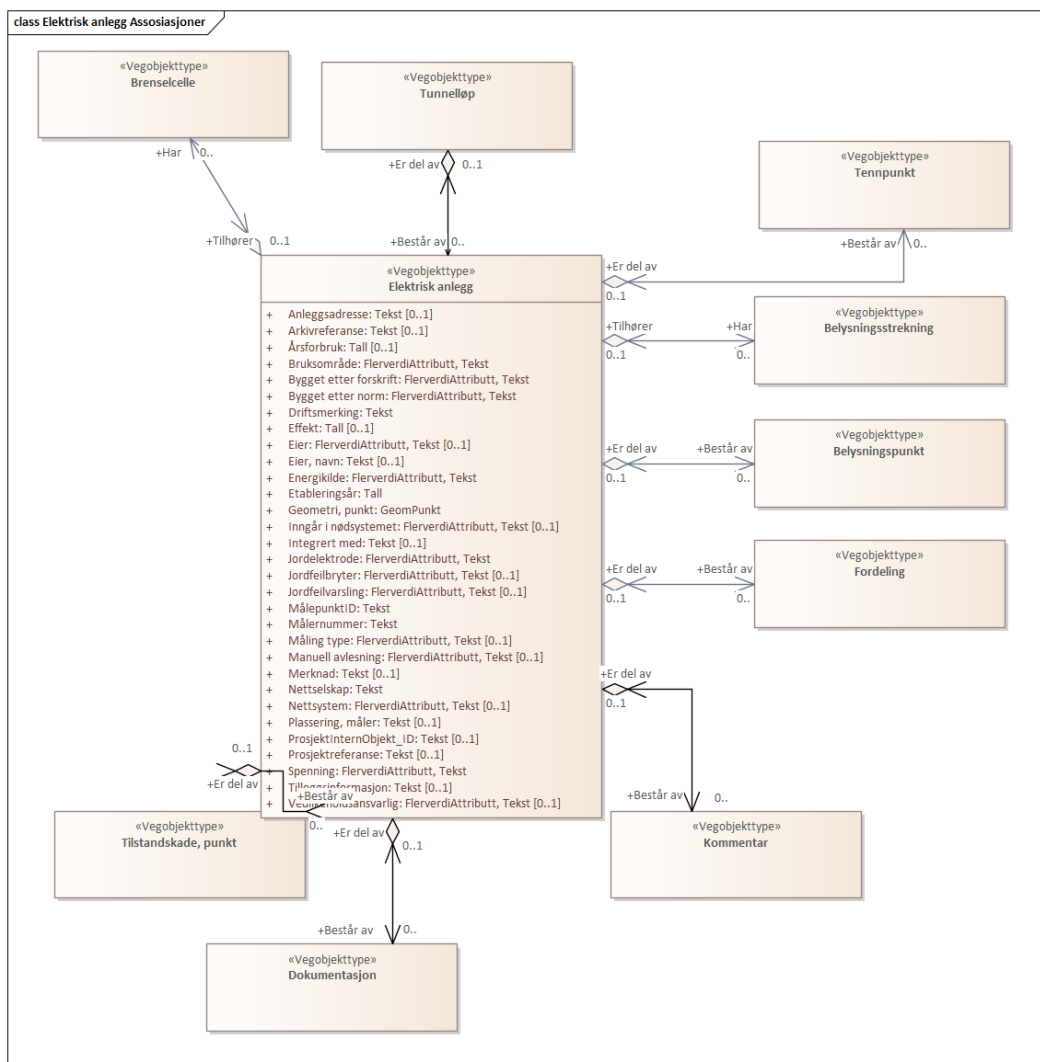 class Elektrisk anlegg Assosiasjoner
«Vegobjekttype»
Brenselcelle
«Vegobjekttype»
Tunnelløp
«Vegobjekttype»
Tennpunkt
+Har 0..
+Er del av 0..1
+Tilhører 0..1
+Består av 0..
+Består av 0..
«Vegobjekttype»
Elektrisk anlegg
+ Anleggsadresse: Tekst [0..1]
+ Arkivreferanse: Tekst [0..1]
+ Årsforbruk: Tall [0..1]
+ Bruksområde: FlerverdiAttributt, Tekst
+ Bygget etter forskrift: FlerverdiAttributt, Tekst
+ Bygget etter norm: FlerverdiAttributt, Tekst
+ Driftsmerking: Tekst
+ Effekt: Tall [0..1]
+ Eier: FlerverdiAttributt, Tekst [0..1]
+ Eier, navn: Tekst [0..1]
+ Energikilde: FlerverdiAttributt, Tekst
+ Etableringsår: Tall
+ Geometri, punkt: GeomPunkt
+ Inngår i nødsystemet: FlerverdiAttributt, Tekst [0..1]
+ Integrert med: Tekst [0..1]
+ Jordelektrode: FlerverdiAttributt, Tekst
+ Jordfeilbryter: FlerverdiAttributt, Tekst [0..1]
+ Jordfeilvarsling: FlerverdiAttributt, Tekst [0..1]
+ MålepunktID: Tekst
+ Målernummer: Tekst
+ Måling type: FlerverdiAttributt, Tekst [0..1]
+ Manuell avlesning: FlerverdiAttributt, Tekst [0..1]
+ Merknad: Tekst [0..1]
+ Nettselskap: Tekst
+ Nettsystem: FlerverdiAttributt, Tekst [0..1]
+ Plassering, måler: Tekst [0..1]
+ ProsjektInternObjekt_ID: Tekst [0..1]
+ Prosjektreferanse: Tekst [0..1]
+ Spenning: FlerverdiAttributt, Tekst
+ Tilleggsinformasjon: Tekst [0..1]
+ Vedlikeholdsansvarlig: FlerverdiAttributt, Tekst [0..1]
+Er del av
0..1
+Tilhører +Har
0..1 0..
«Vegobjekttype»
Belysningsstrekning
+Er del av +Består av
0..1 0..
«Vegobjekttype»
Belysningspunkt
+Er del av +Består av
0..1 0..
«Vegobjekttype»
Fordeling
+Er del av
0..1
+Består av 0..
«Vegobjekttype»
Kommentar
0..1
+Er del av
+Består av
0..
«Vegobjekttype»
Tilstandskade, punkt
+Er del av
0..1
+Består av 0..
«Vegobjekttype»
Dokumentasjon